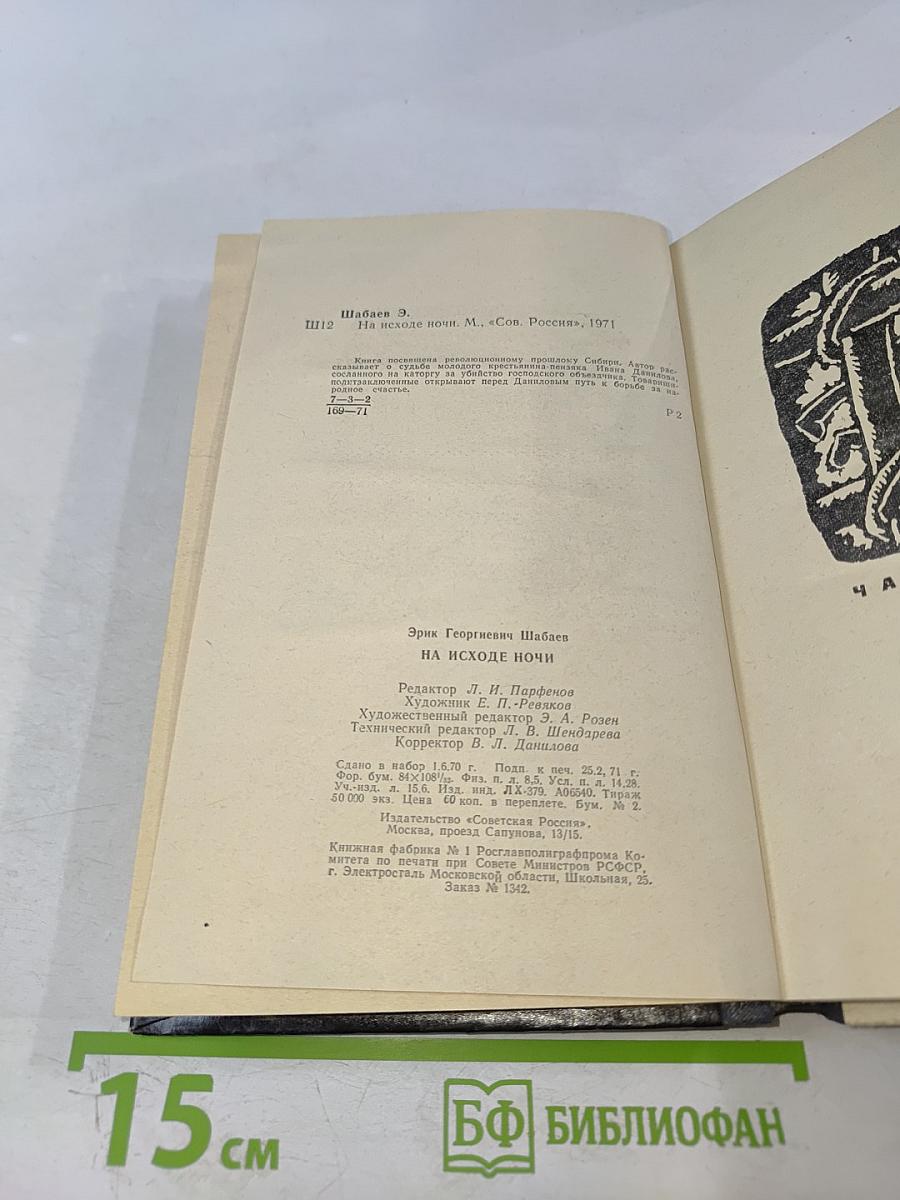 Шабаев Э.
Ш12 На исходе ночи. М., «Сов. Россия», 1971
Книга посвящена революционному прошлому Сибири. Автор рас-
сказывает о судьбе молодого крестьянина-пензяка Ивана Данилова,
сосланного на каторгу за убийство господского объездчика. Товарищи-
политзаключенные открывают перед Даниловым путь к борьбе за на-
родное счастье.
7—3—2
169—71
Р 2
Эрик Георгиевич Шабаев
НА ИСХОДЕ НОЧИ
Редактор Л. И. Парфенов
Художник Е. П.-Ревяков
Художественный редактор Э. А. Розен
Технический редактор Л. В. Шендарева
Корректор В. Л. Данилова
Сдано в набор 1.6.70 г. Подп. к печ. 25.2.71 г.
Фор. бум. 84×108¹/₃₂. Физ. п. л. 8,5. Усл. п. л. 14,28.
Уч.-изд. л. 15,6. Изд. инд. ЛХ-379. А06540. Тираж
50 000 экз. Цена 60 коп. в переплете. Бум. № 2.
Издательство «Советская Россия».
Москва, проезд Сапунова, 13/15.
Книжная фабрика № 1 Росглавполиграфпрома Ко-
митета по печати при Совете Министров РСФСР,
г. Электросталь Московской области, Школьная, 25.
Заказ № 1342.
ЧА
15 см
БФ БИБЛИОФАН